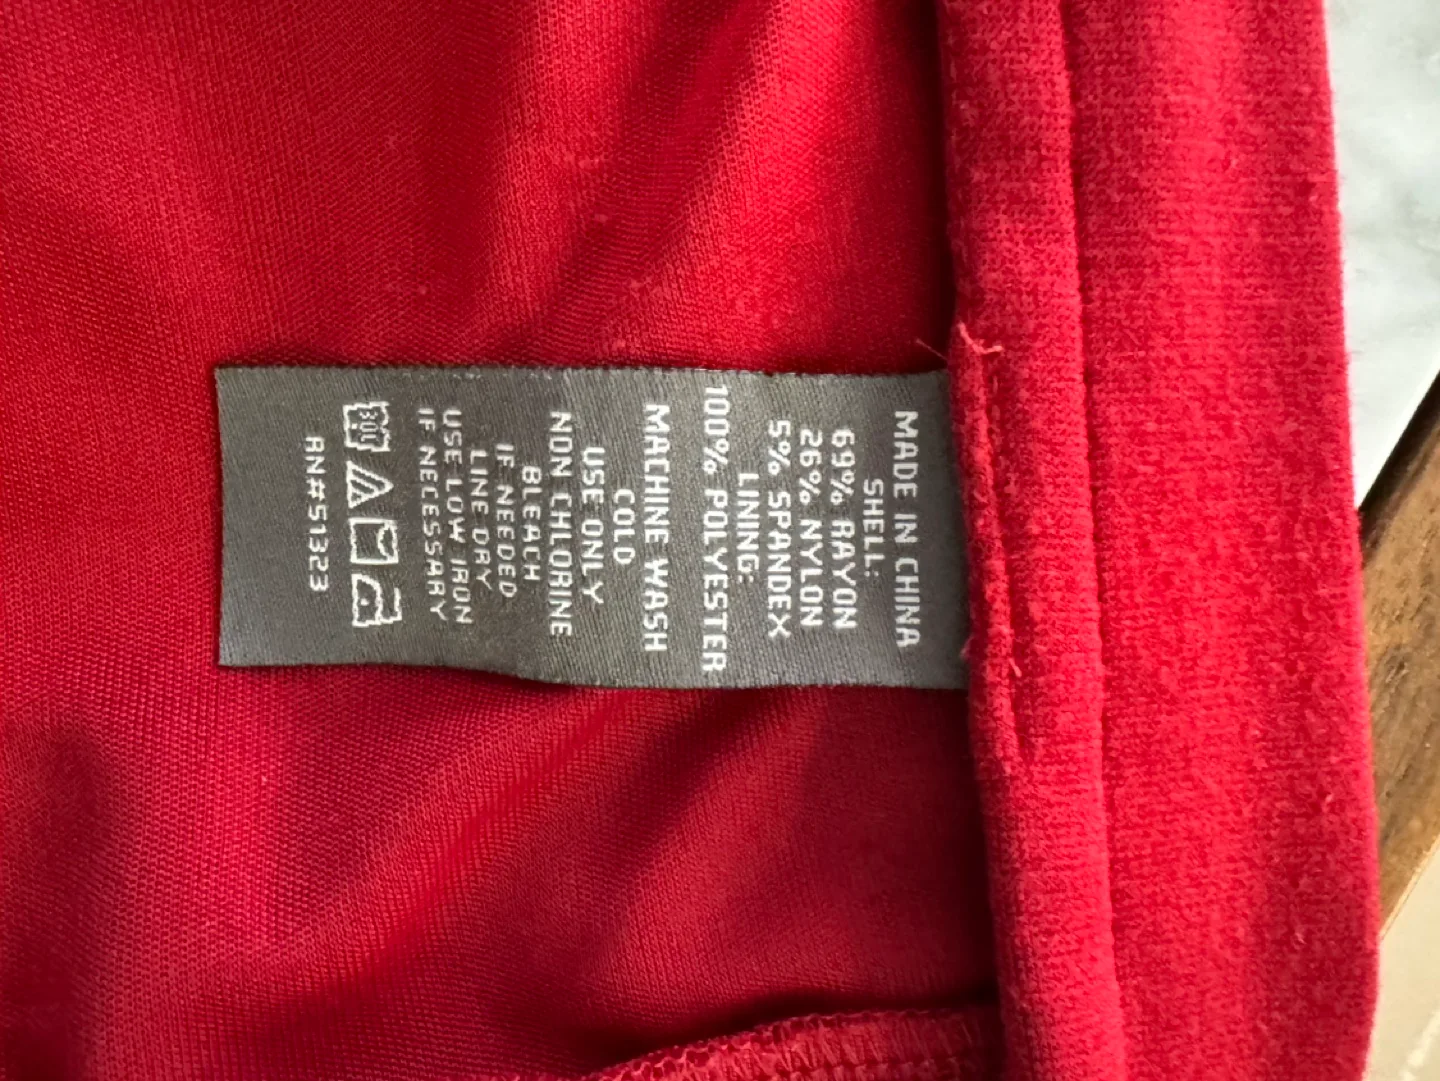 MADE IN CHINA
SHELL:
69% RAYON
26% NYLON
5% SPANDEX
LINING:
100% POLYESTER
MACHINE WASH
COLD
USE ONLY
NON CHLORINE
BLEACH
IF NEEDED
LINE DRY
USE LOW IRON
IF NECESSARY
30C
RN#51323